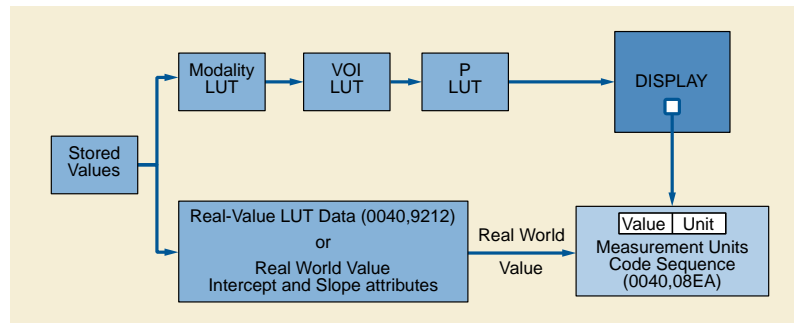 Modality
LUT
VOI
LUT
P
LUT
DISPLAY
Stored
Values
Real-Value LUT Data (0040,9212)
or
Real World Value
Intercept and Slope attributes
Real World
Value
Value Unit
Measurement Units
Code Sequence
(0040,08EA)